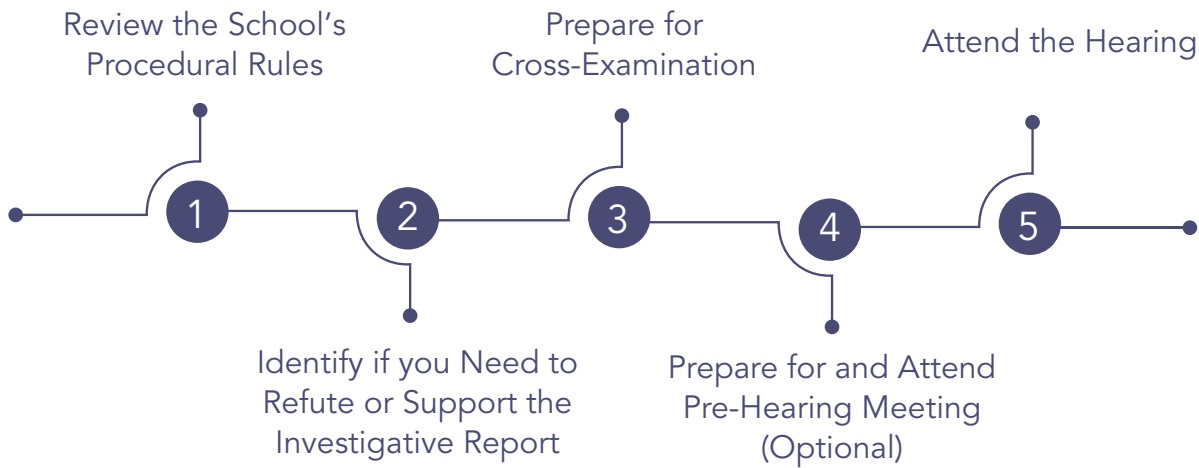 Review the School's
Procedural Rules
1
Identify if you Need to
Refute or Support the
Investigative Report
2
Prepare for
Cross-Examination
3
Prepare for and Attend
Pre-Hearing Meeting
(Optional)
4
Attend the Hearing
5